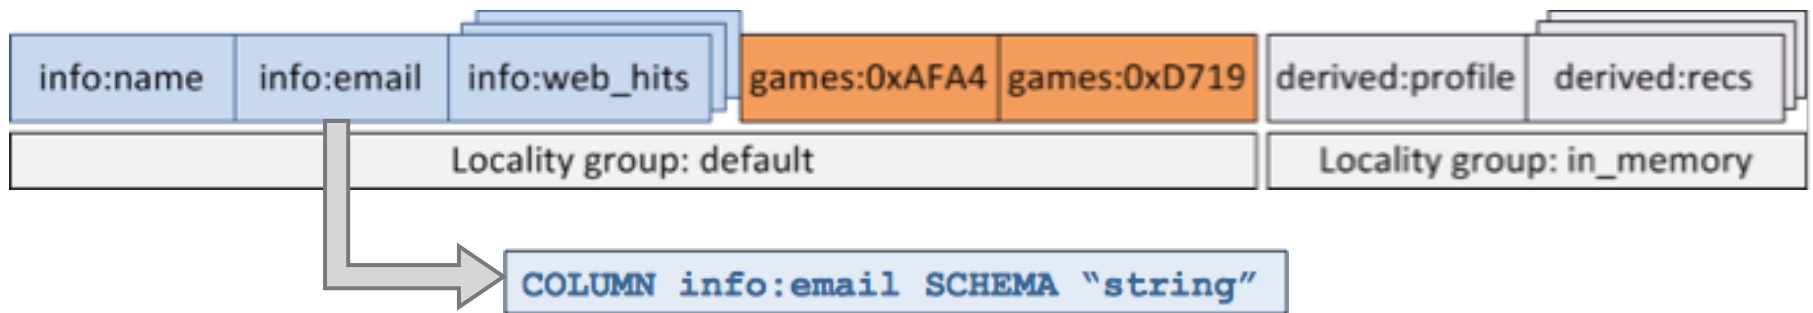 info:name info:email info:web_hits games:0xAFA4 games:0xD719 derived:profile derived:recs
Locality group: default Locality group: in_memory
COLUMN info:email SCHEMA “string”